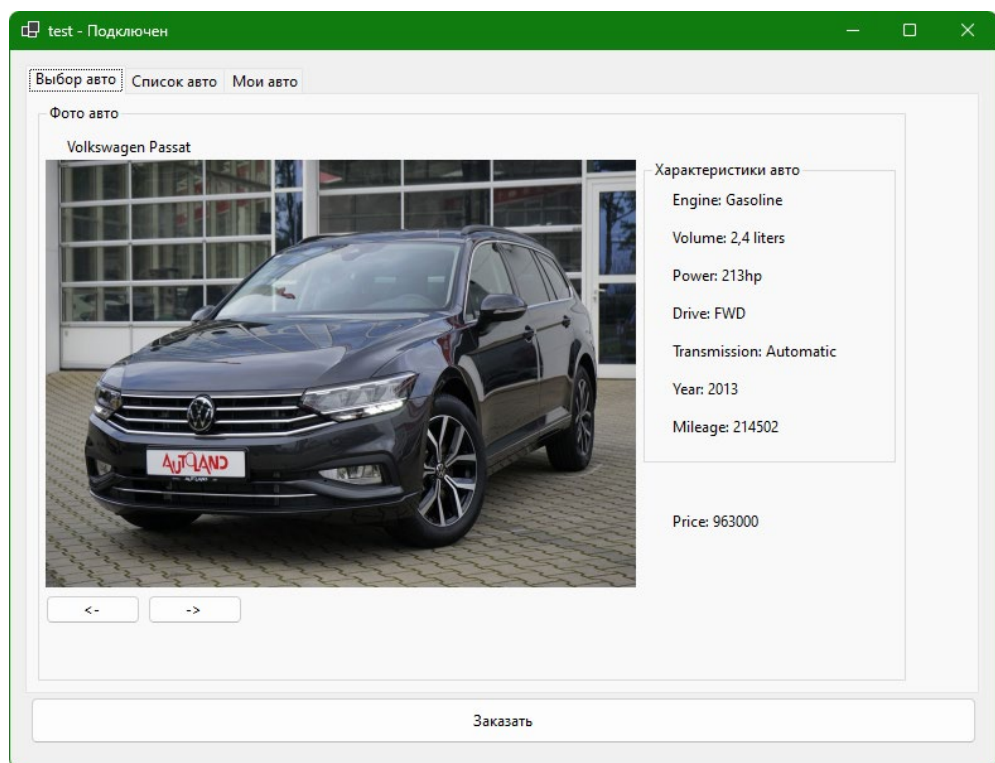 test - Подключен
Выбор авто Список авто Мои авто
Фото авто
Volkswagen Passat
AUTOLAND
Характеристики авто
Engine: Gasoline
Volume: 2,4 liters
Power: 213hp
Drive: FWD
Transmission: Automatic
Year: 2013
Mileage: 214502
Price: 963000
<- ->
Заказать